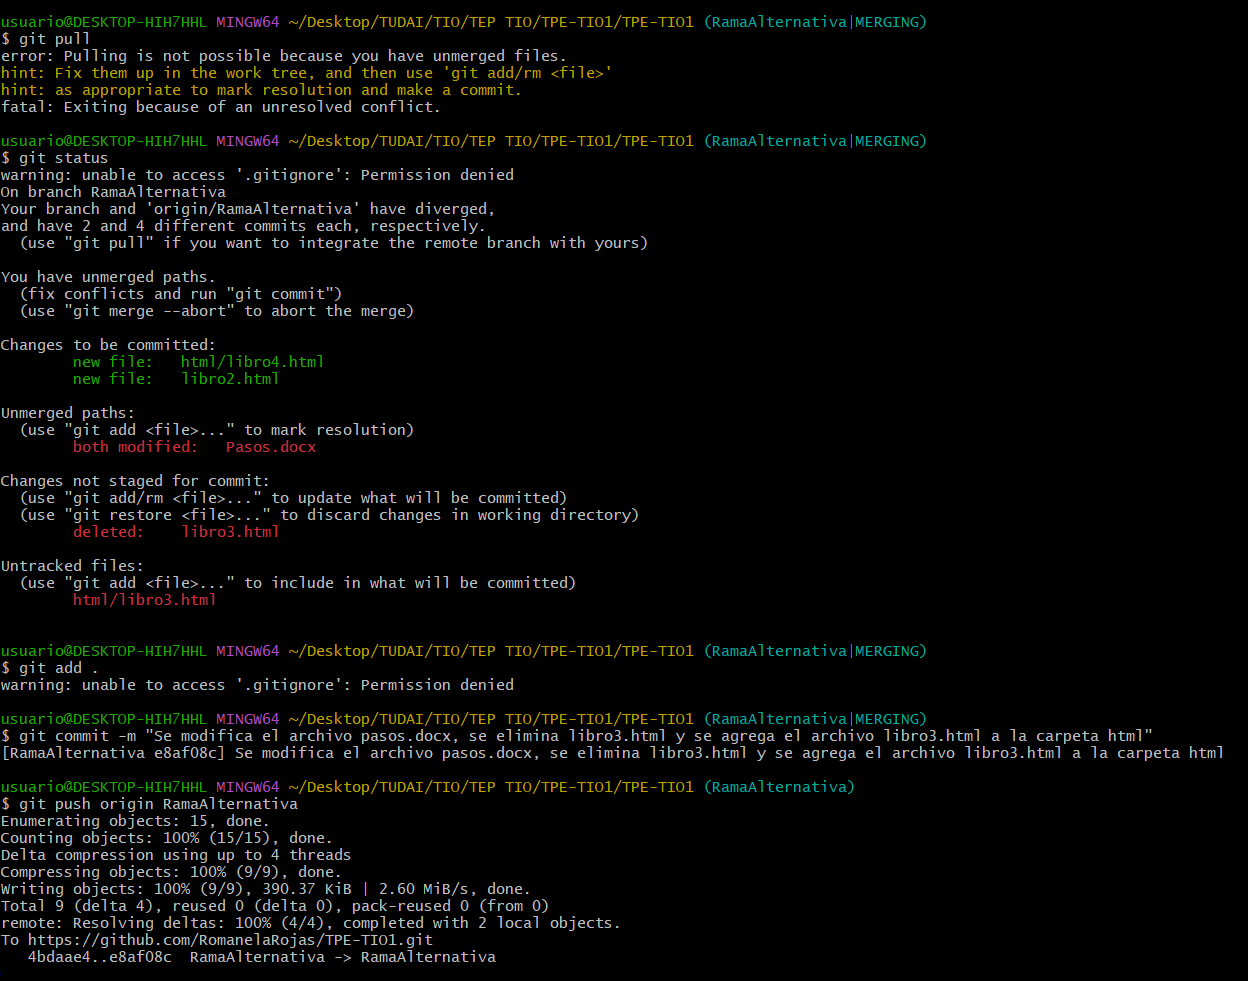 usuario@DESKTOP-HIH7HHL MINGW64 ~/Desktop/TUDAI/TIO/TEP TIO/TPE-TIO1/TPE-TIO1 (RamaAlternativa|MERGING)
$ git pull
error: Pulling is not possible because you have unmerged files.
hint: Fix them up in the work tree, and then use 'git add/rm <file>'
hint: as appropriate to mark resolution and make a commit.
fatal: Exiting because of an unresolved conflict.

usuario@DESKTOP-HIH7HHL MINGW64 ~/Desktop/TUDAI/TIO/TEP TIO/TPE-TIO1/TPE-TIO1 (RamaAlternativa|MERGING)
$ git status
warning: unable to access '.gitignore': Permission denied
On branch RamaAlternativa
Your branch and 'origin/RamaAlternativa' have diverged,
and have 2 and 4 different commits each, respectively.
  (use "git pull" if you want to integrate the remote branch with yours)

You have unmerged paths.
  (fix conflicts and run "git commit")
  (use "git merge --abort" to abort the merge)

Changes to be committed:
        new file:   html/libro4.html
        new file:   libro2.html

Unmerged paths:
  (use "git add <file>..." to mark resolution)
        both modified:   Pasos.docx

Changes not staged for commit:
  (use "git add/rm <file>..." to update what will be committed)
  (use "git restore <file>..." to discard changes in working directory)
        deleted:    libro3.html

Untracked files:
  (use "git add <file>..." to include in what will be committed)
        html/libro3.html

usuario@DESKTOP-HIH7HHL MINGW64 ~/Desktop/TUDAI/TIO/TEP TIO/TPE-TIO1/TPE-TIO1 (RamaAlternativa|MERGING)
$ git add .
warning: unable to access '.gitignore': Permission denied

usuario@DESKTOP-HIH7HHL MINGW64 ~/Desktop/TUDAI/TIO/TEP TIO/TPE-TIO1/TPE-TIO1 (RamaAlternativa|MERGING)
$ git commit -m "Se modifica el archivo pasos.docx, se elimina libro3.html y se agrega el archivo libro3.html a la carpeta html"
[RamaAlternativa e8af08c] Se modifica el archivo pasos.docx, se elimina libro3.html y se agrega el archivo libro3.html a la carpeta html

usuario@DESKTOP-HIH7HHL MINGW64 ~/Desktop/TUDAI/TIO/TEP TIO/TPE-TIO1/TPE-TIO1 (RamaAlternativa)
$ git push origin RamaAlternativa
Enumerating objects: 15, done.
Counting objects: 100% (15/15), done.
Delta compression using up to 4 threads
Compressing objects: 100% (9/9), done.
Writing objects: 100% (9/9), 390.37 KiB | 2.60 MiB/s, done.
Total 9 (delta 4), reused 0 (delta 0), pack-reused 0 (from 0)
remote: Resolving deltas: 100% (4/4), completed with 2 local objects.
To https://github.com/RomanelaRojas/TPE-TIO1.git
   4bdaae4..e8af08c  RamaAlternativa -> RamaAlternativa